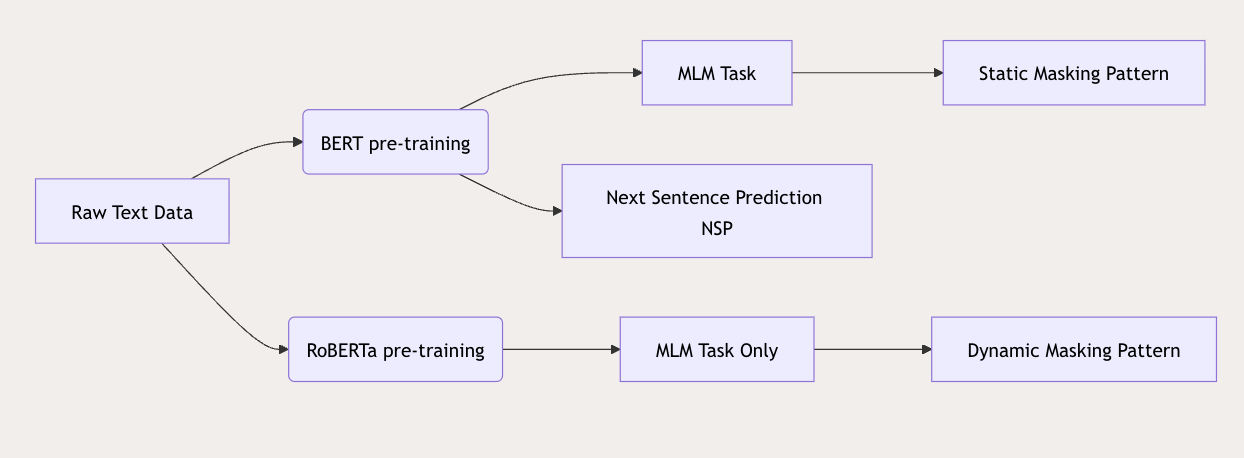 Raw Text Data
BERT pre-training
MLM Task
Static Masking Pattern
Next Sentence Prediction
NSP
RoBERTa pre-training
MLM Task Only
Dynamic Masking Pattern